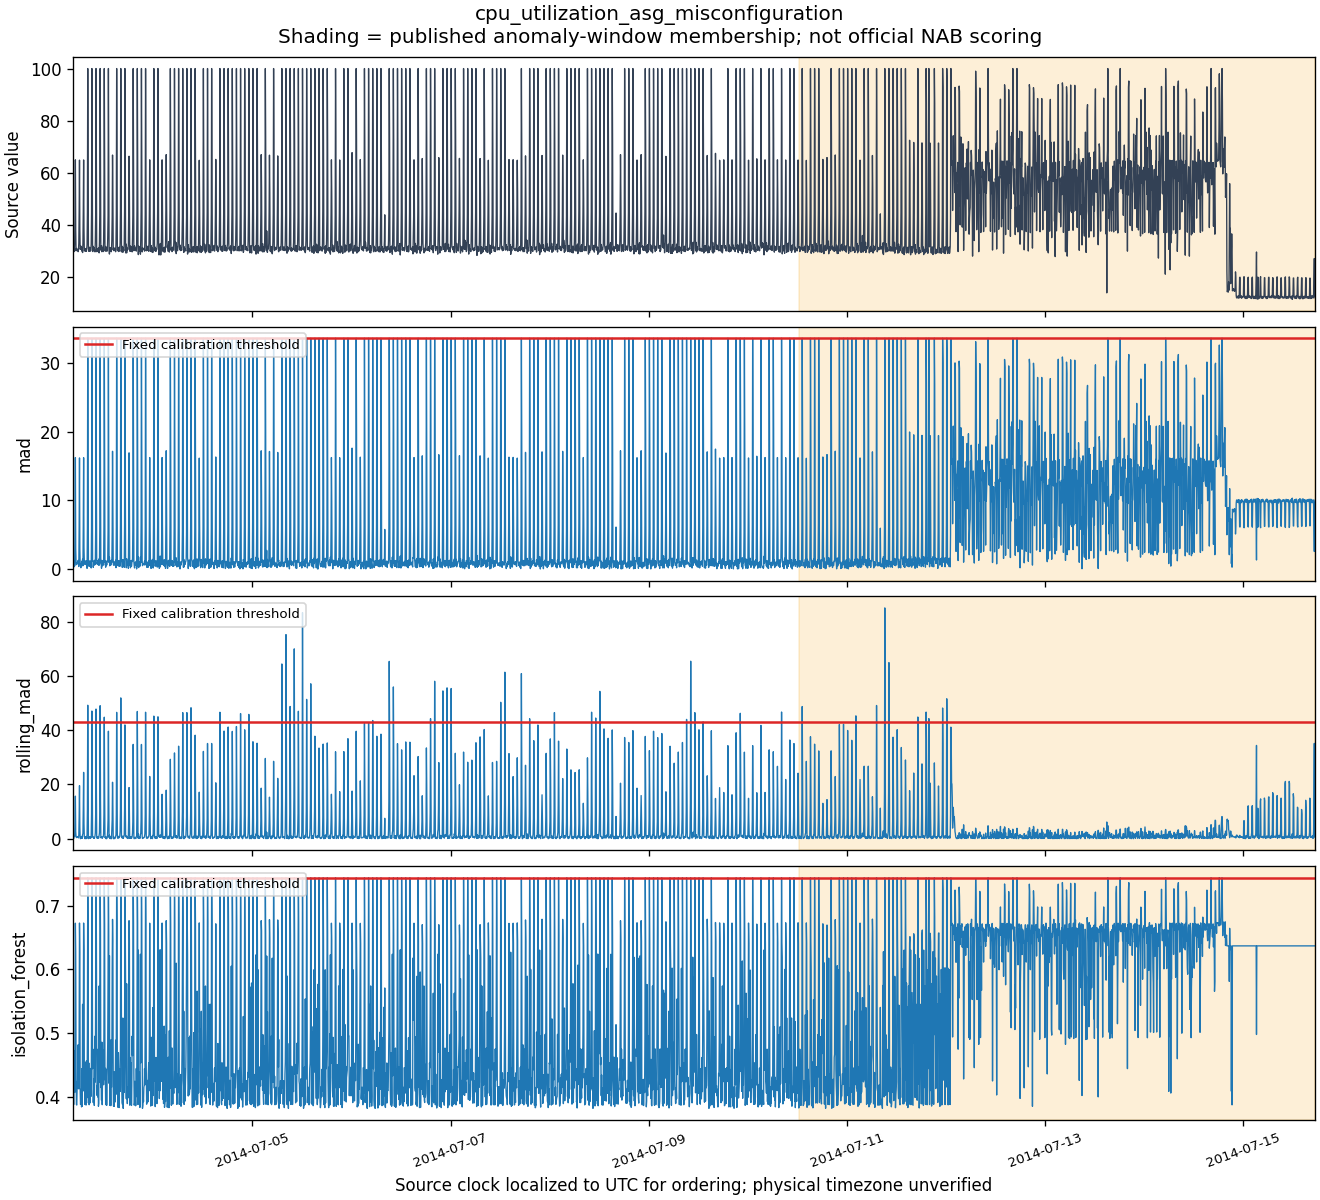 cpu_utilization_asg_misconfiguration
Shading = published anomaly-window membership; not official NAB scoring
Source value
100
80
60
40
20
mad
30
20
10
0
Fixed calibration threshold
rolling_mad
80
60
40
20
0
Fixed calibration threshold
isolation_forest
0.7
0.6
0.5
0.4
Fixed calibration threshold
2014-07-05
2014-07-07
2014-07-09
2014-07-11
2014-07-13
2014-07-15
Source clock localized to UTC for ordering; physical timezone unverified